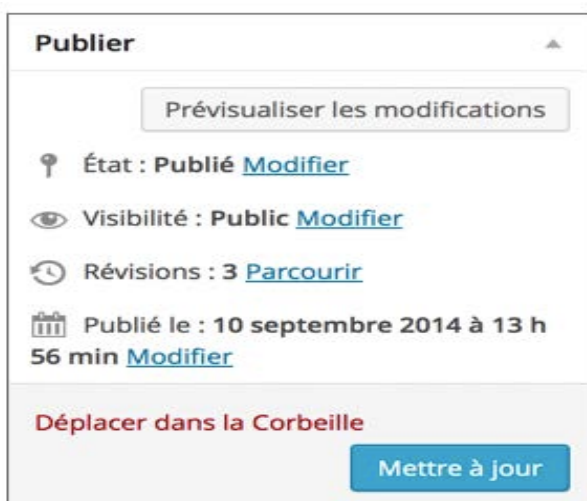 Publier
Prévisualiser les modifications
État : Publié Modifier
Visibilité : Public Modifier
Révisions : 3 Parcourir
Publié le : 10 septembre 2014 à 13 h
56 min Modifier
Déplacer dans la Corbeille
Mettre à jour